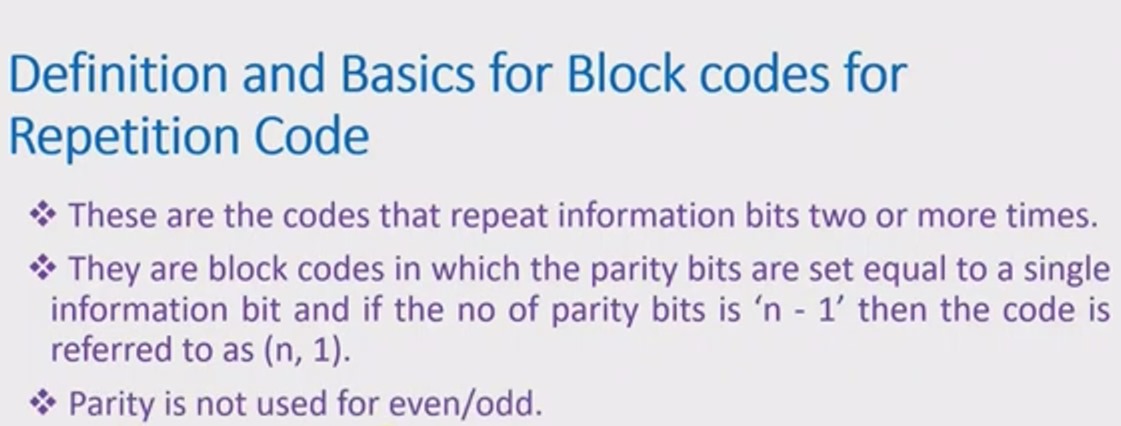 Definition and Basics for Block codes for
Repetition Code
❖ These are the codes that repeat information bits two or more times.
❖ They are block codes in which the parity bits are set equal to a single
information bit and if the no of parity bits is ‘n - 1’ then the code is
referred to as (n, 1).
❖ Parity is not used for even/odd.